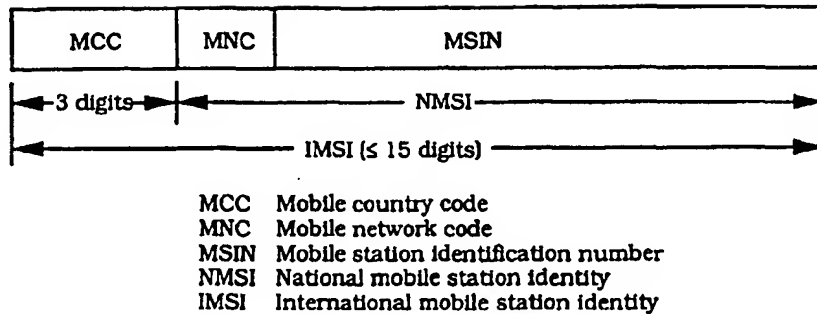 MCC MNC MSIN
3 digits NMSI
IMSI (≤ 15 digits)
MCC Mobile country code
MNC Mobile network code
MSIN Mobile station identification number
NMSI National mobile station identity
IMSI International mobile station identity